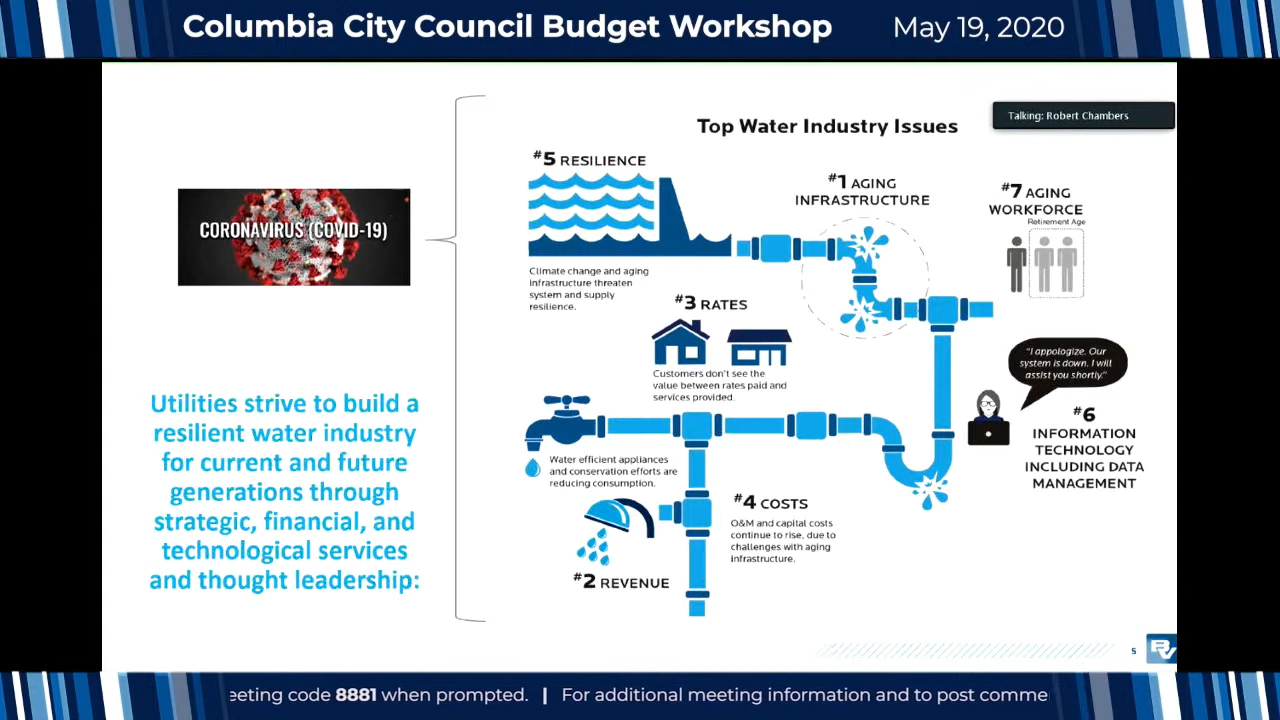 Columbia City Council Budget Workshop May 19, 2020
Talking: Robert Chambers
Top Water Industry Issues
CORONAVIRUS (COVID-19)
Utilities strive to build a
resilient water industry
for current and future
generations through
strategic, financial, and
technological services
and thought leadership:
#5 RESILIENCE
Climate change and aging
infrastructure threaten
system and supply
resilience.
#1 AGING
INFRASTRUCTURE
#7 AGING
WORKFORCE
Retirement Age
#3 RATES
Customers don't see the
value between rates paid and
services provided.
"I appologize. Our
system is down. I will
assist you shortly."
#6
INFORMATION
TECHNOLOGY
INCLUDING DATA
MANAGEMENT
Water efficient appliances
and conservation efforts are
reducing consumption.
#2 REVENUE
#4 COSTS
O&M and capital costs
continue to rise, due to
challenges with aging
infrastructure.
5
BV
eeting code 8881 when prompted. | For additional meeting information and to post comme